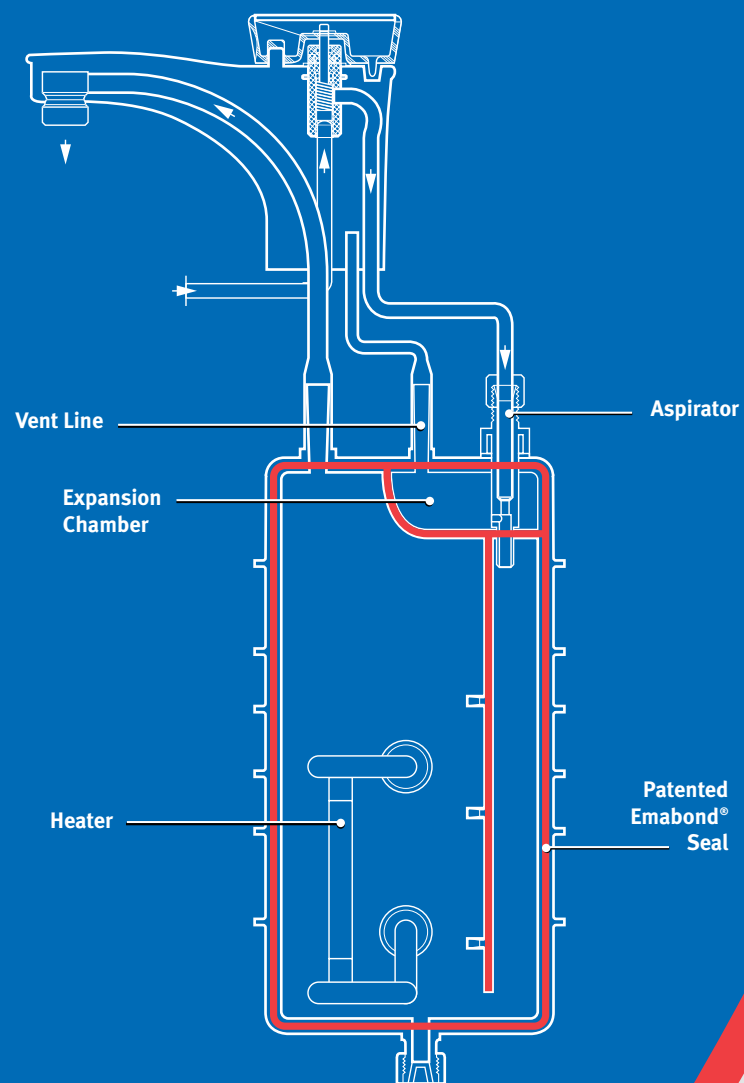 Vent Line
Aspirator
Expansion
Chamber
Heater
Patented
Emabond®
Seal